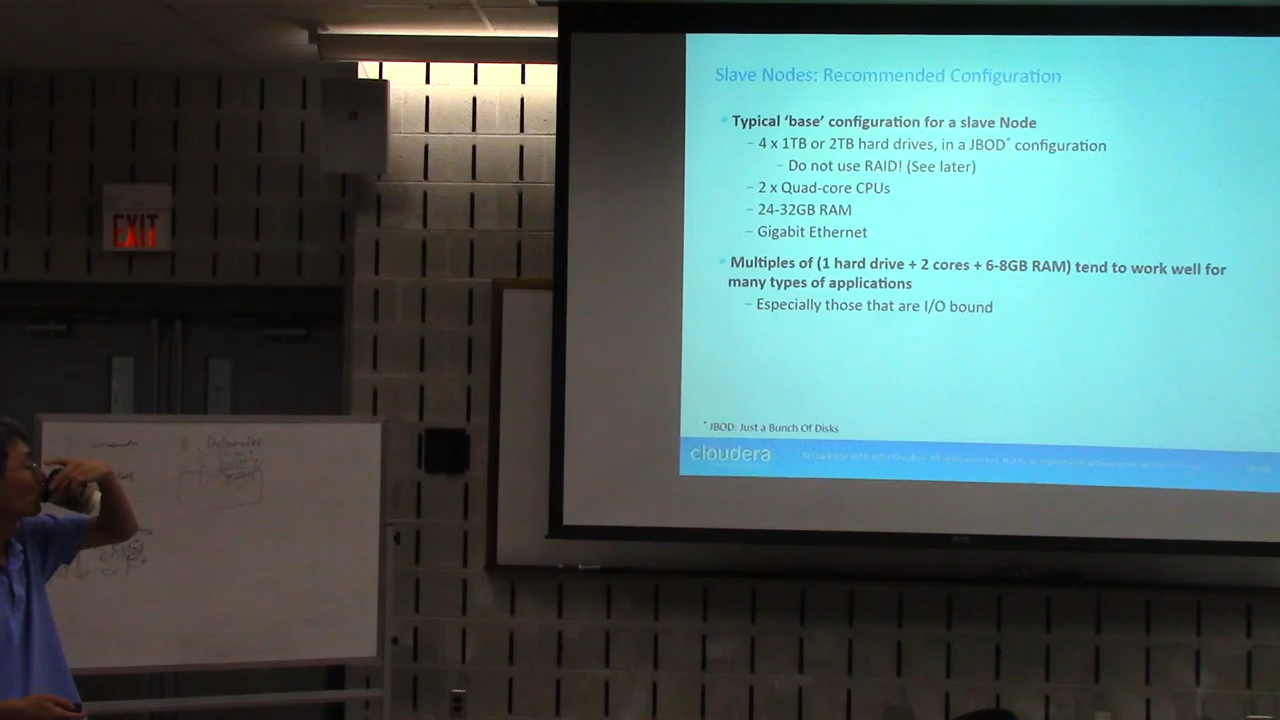 EXIT
Slave Nodes: Recommended Configuration
Typical ‘base’ configuration for a slave Node
– 4 x 1TB or 2TB hard drives, in a JBOD* configuration
– Do not use RAID! (See later)
– 2 x Quad-core CPUs
– 24-32GB RAM
– Gigabit Ethernet
Multiples of (1 hard drive + 2 cores + 6-8GB RAM) tend to work well for
many types of applications
– Especially those that are I/O bound
* JBOD: Just a Bunch Of Disks
cloudera